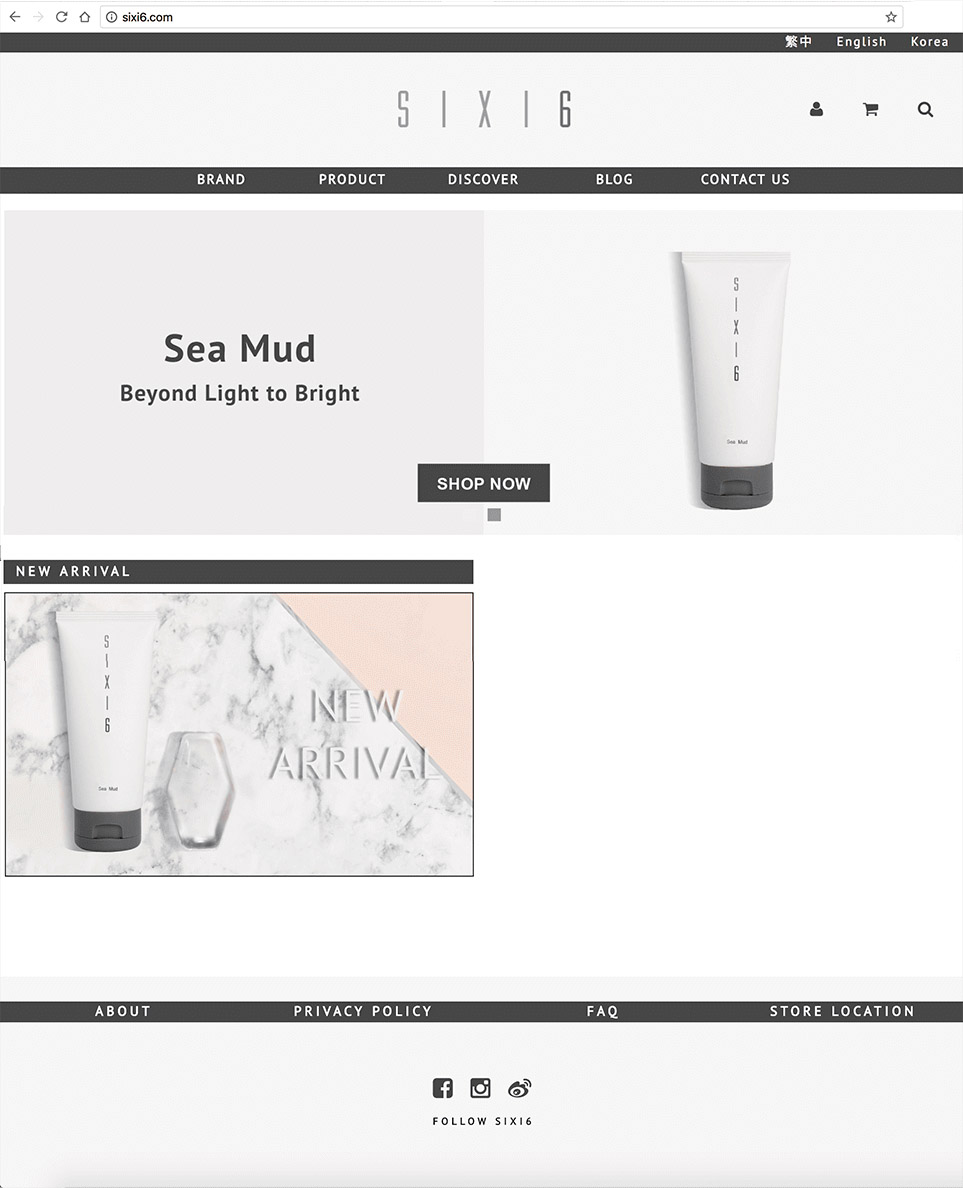 sixi6.com
繁中 English Korea
SIXI6
BRAND PRODUCT DISCOVER BLOG CONTACT US
Sea Mud
Beyond Light to Bright
SIXI6
Sea Mud
SHOP NOW
NEW ARRIVAL
SIXI6
Sea Mud
NEW
ARRIVAL
ABOUT PRIVACY POLICY FAQ STORE LOCATION
FOLLOW SIXI6